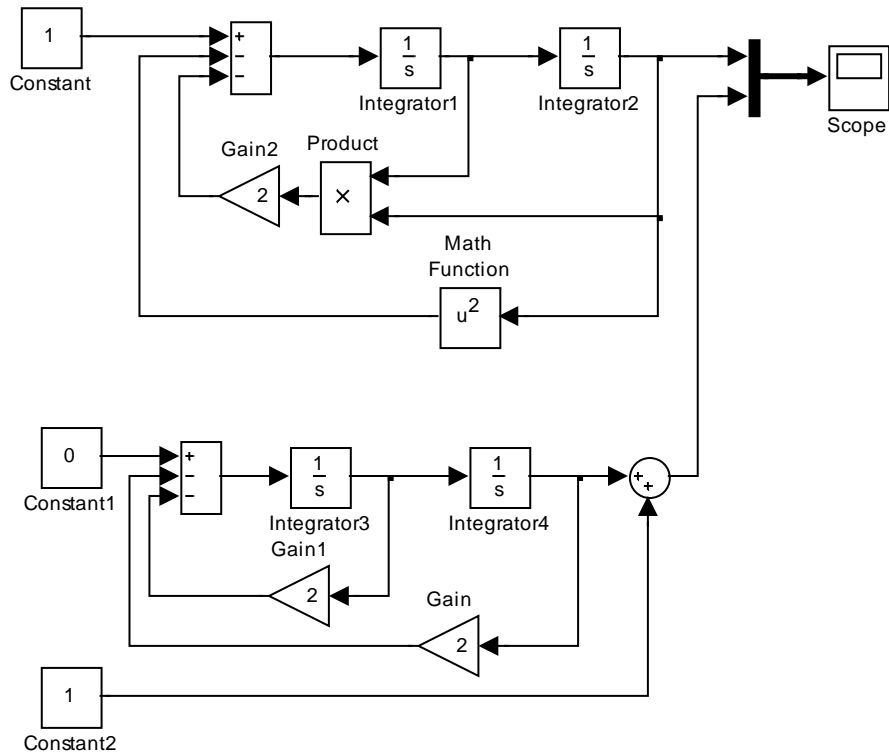 1
Constant
+
−
−
1
s
Integrator1
1
s
Integrator2
Scope
Gain2
2
Product
×
Math
Function
u2
0
Constant1
+
−
−
1
s
Integrator3
1
s
Integrator4
+
+
Gain1
2
Gain
2
1
Constant2